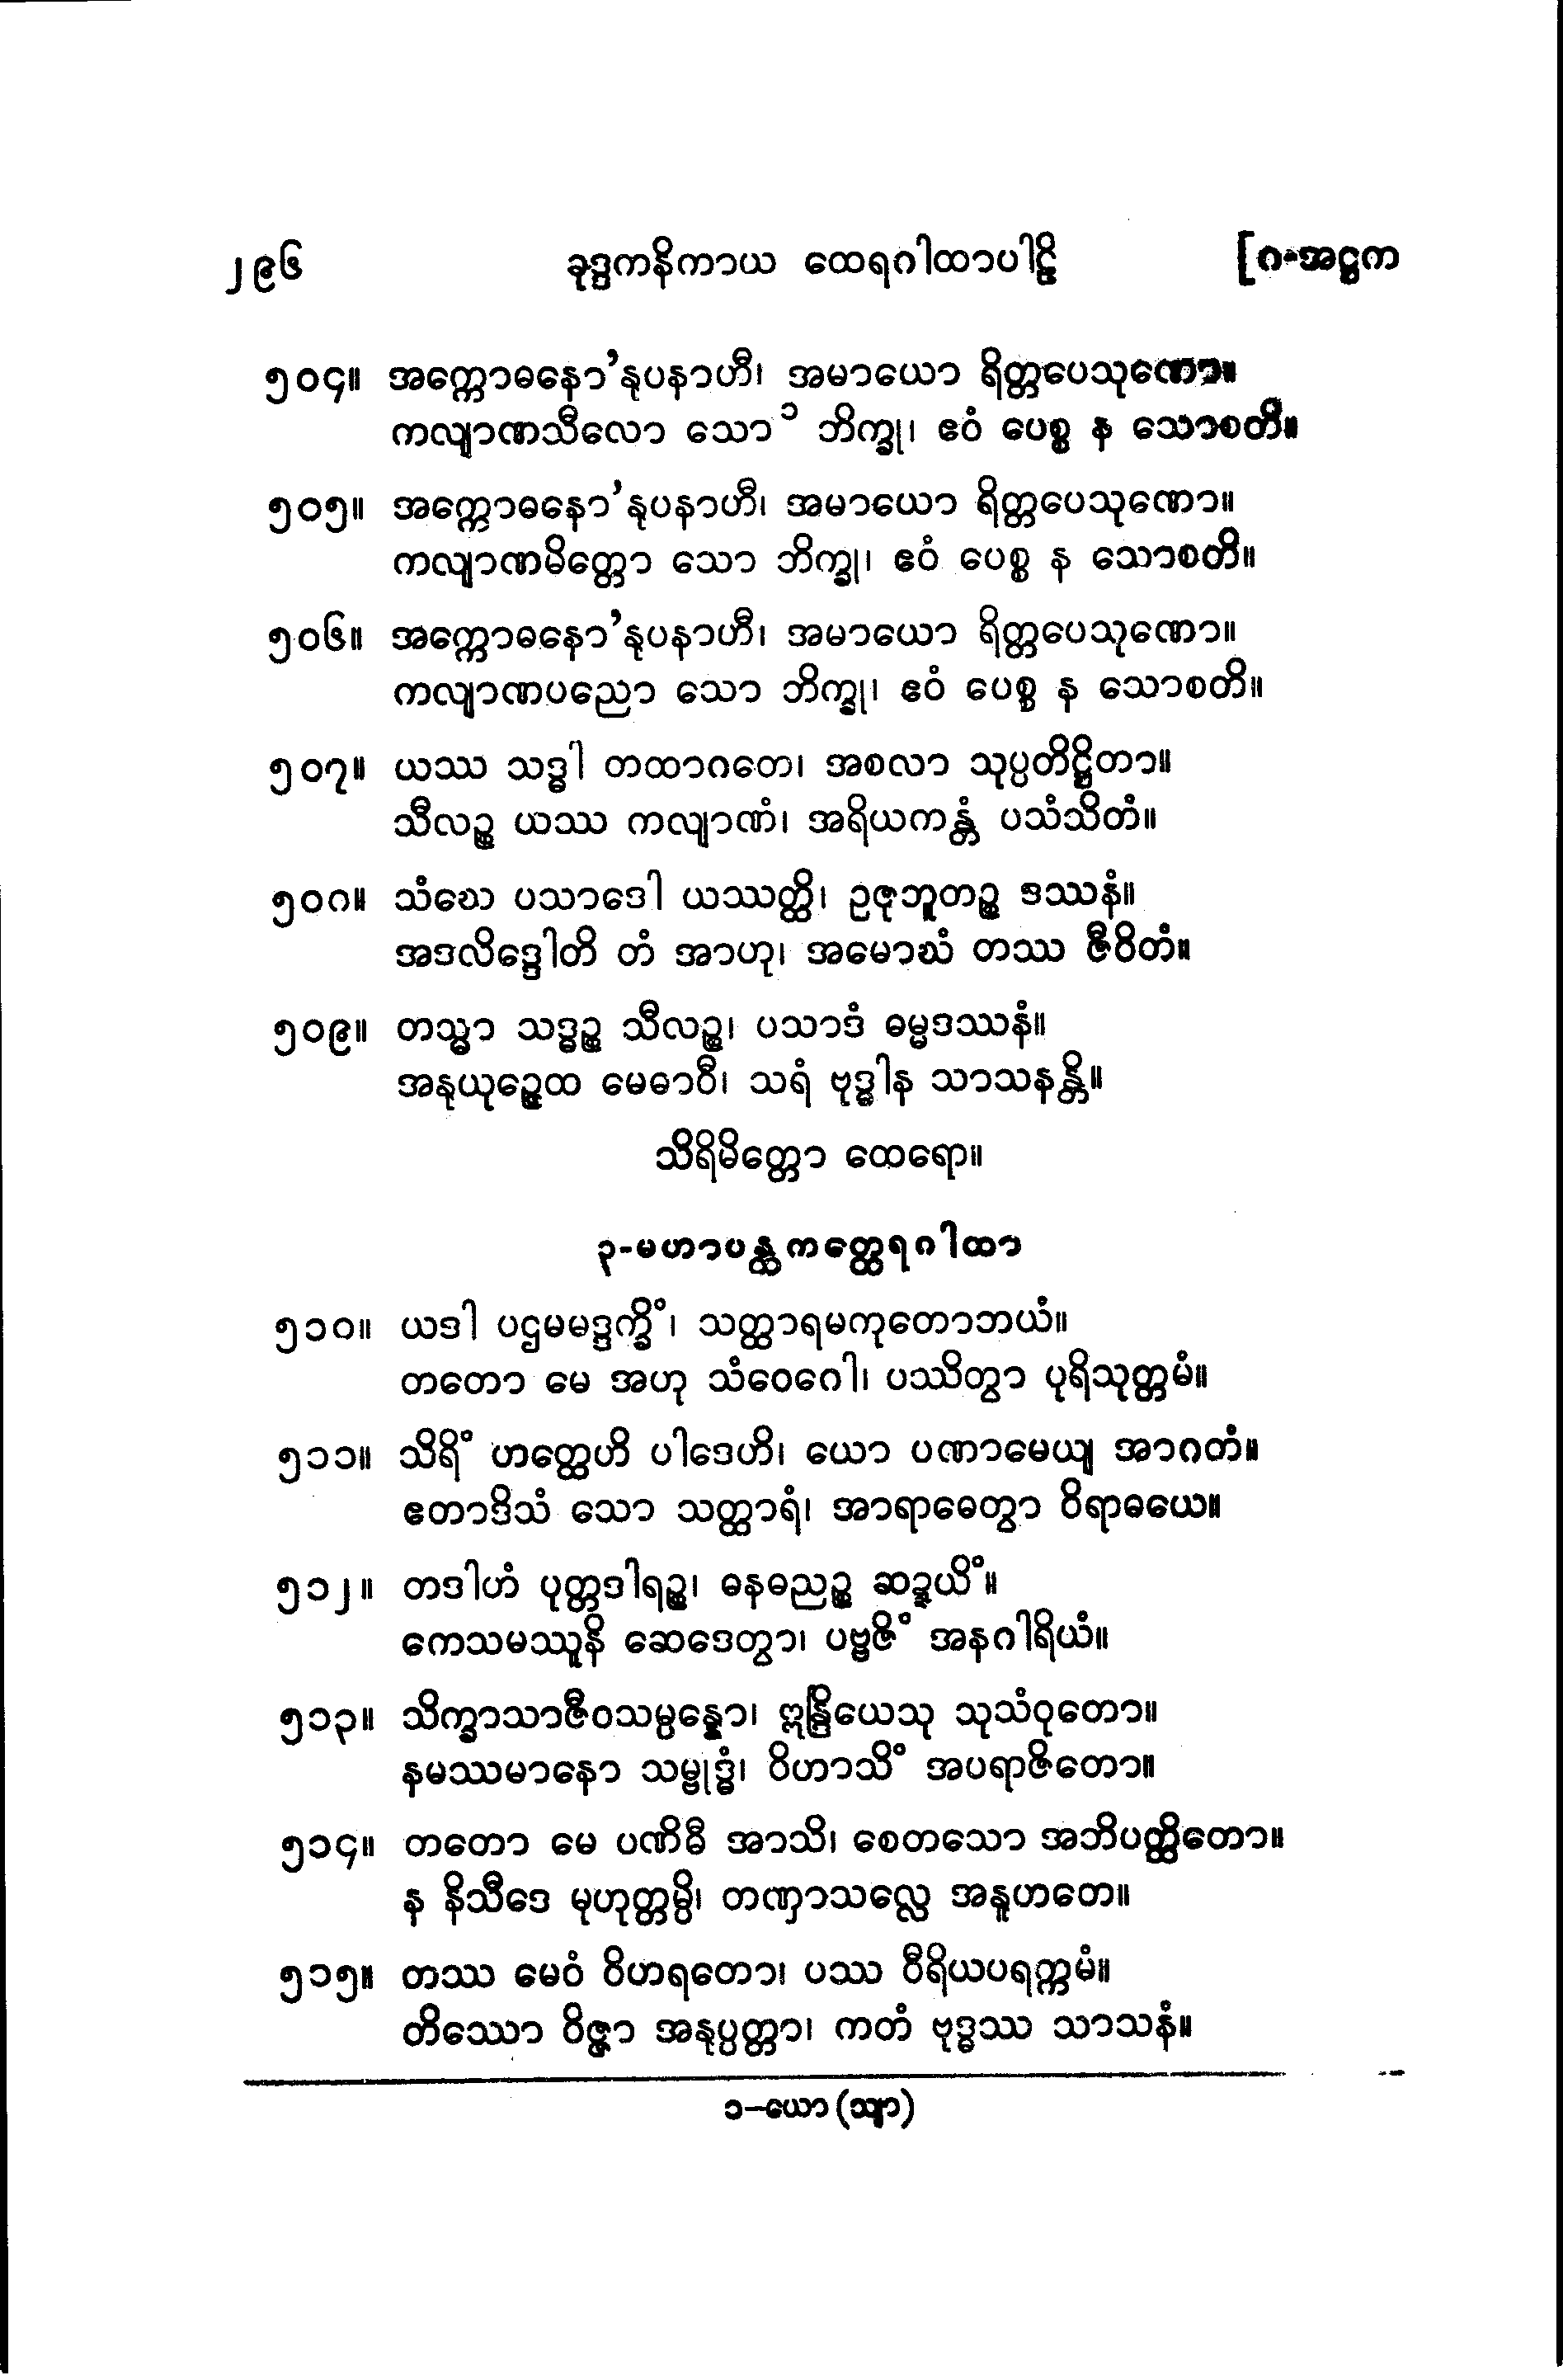 ၂၉၆ ခုဒ္ဒကနိကာယ ထေရဂါထာပါဠိ [၈-အဋ္ဌက
၅၀၄။ အက္ကောဓနော’နုပနာဟီ၊ အမာယော ရိတ္တပေသုဏော။
ကလျာဏသီလော သော ၁ ဘိက္ခု၊ ဧဝံ ပေစ္စ န သောစတိ။
၅၀၅။ အက္ကောဓနော’နုပနာဟီ၊ အမာယော ရိတ္တပေသုဏော။
ကလျာဏမိတ္တော သော ဘိက္ခု၊ ဧဝံ ပေစ္စ န သောစတိ။
၅၀၆။ အက္ကောဓနော’နုပနာဟီ၊ အမာယော ရိတ္တပေသုဏော။
ကလျာဏပညော သော ဘိက္ခု၊ ဧဝံ ပေစ္စ န သောစတိ။
၅၀၇။ ယဿ သဒ္ဓါ တထာဂတေ၊ အစလာ သုပ္ပတိဋ္ဌိတာ။
သီလဉ္စ ယဿ ကလျာဏံ၊ အရိယကန္တံ ပသံသိတံ။
၅၀၈။ သံဃေ ပသာဒေါ ယဿတ္ထိ၊ ဥဇုဘူတဉ္စ ဒဿနံ။
အဒလိဒ္ဒေါတိ တံ အာဟု၊ အမောဃံ တဿ ဇီဝိတံ။
၅၀၉။ တသ္မာ သဒ္ဓဉ္စ သီလဉ္စ၊ ပသာဒံ ဓမ္မဒဿနံ။
အနုယုဉ္ဇေထ မေဓာဝီ၊ သရံ ဗုဒ္ဓါန သာသနန္တိ။
သိရိမိတ္တော ထေရော။
၃-မဟာပန္ထကတ္ထေရဂါထာ
၅၁၀။ ယဒါ ပဌမမဒ္ဒက္ခိံ၊ သတ္ထာရမကုတောဘယံ။
တတော မေ အဟု သံဝေဂေါ၊ ပဿိတွာ ပုရိသုတ္တမံ။
၅၁၁။ သိရိံ ဟတ္ထေဟိ ပါဒေဟိ၊ ယော ပဏာမေယျ အာဂတံ။
ဧတာဒိသံ သော သတ္ထာရံ၊ အာရာဓေတွာ ဝိရာဓယေ။
၅၁၂။ တဒါဟံ ပုတ္တဒါရဉ္စ၊ ဓနဓညဉ္စ ဆဍ္ဍယိံ။
ကေသမဿူနိ ဆေဒေတွာ၊ ပဗ္ဗဇိံ အနဂါရိယံ။
၅၁၃။ သိက္ခာသာဇီဝသမ္ပန္နော၊ ဣန္ဒြိယေသု သုသံဝုတော။
နမဿမာနော သမ္ဗုဒ္ဓံ၊ ဝိဟာသိံ အပရာဇိတော။
၅၁၄။ တတော မေ ပဏိဓီ အာသိ၊ စေတသော အဘိပတ္ထိတော။
န နိသီဒေ မုဟုတ္တမ္ပိ၊ တဏှာသလ္လေ အနူဟတေ။
၅၁၅။ တဿ မေဝံ ဝိဟရတော၊ ပဿ ဝီရိယပရက္ကမံ။
တိဿော ဝိဇ္ဇာ အနုပ္ပတ္တာ၊ ကတံ ဗုဒ္ဓဿ သာသနံ။
၁-ယော (သျာ)